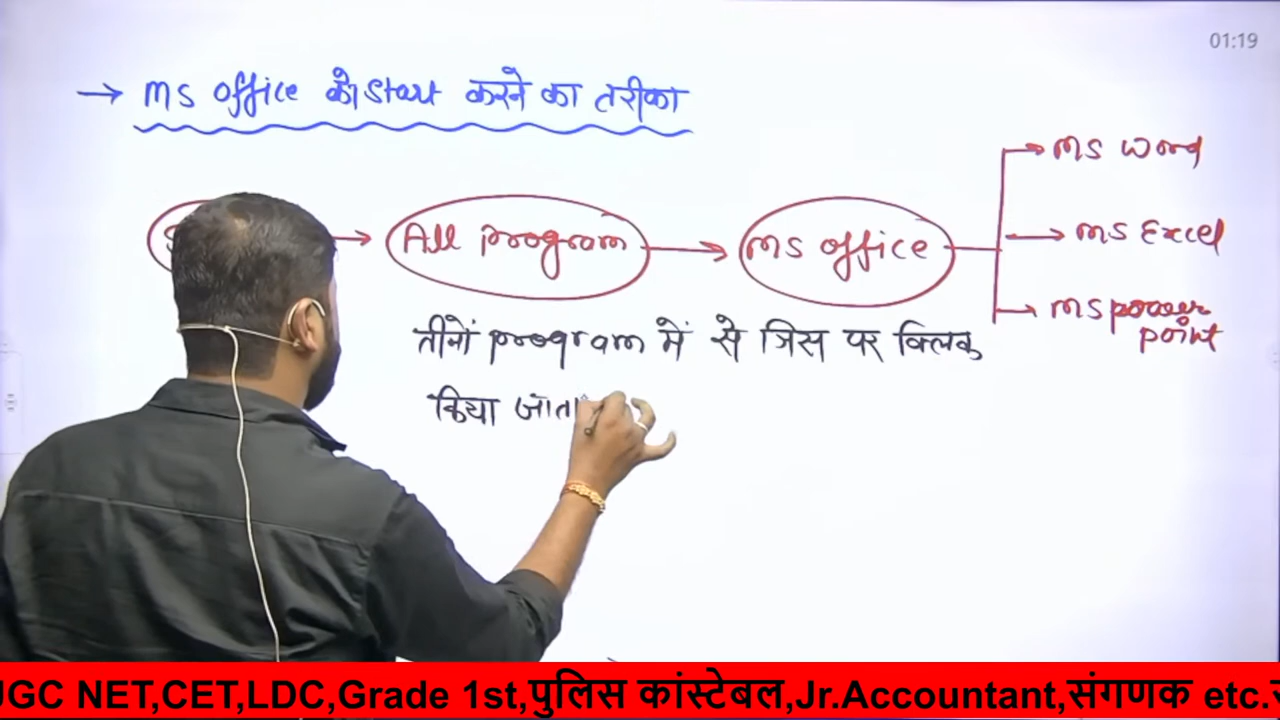 01:19
→ MS office को start करने का तरीका
All program → MS office
→ MS word
→ MS Excel
→ MS power
point
तीनों program में से जिस पर क्लिक
किया जाता
UGC NET,CET,LDC,Grade 1st,पुलिस कांस्टेबल,Jr.Accountant,संगणक etc.